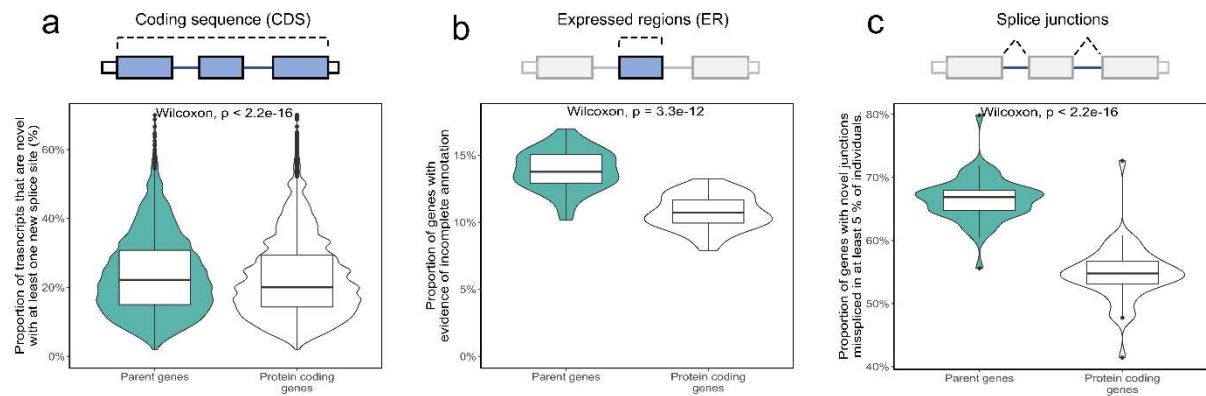 a
Coding sequence (CDS)
Wilcoxon, p < 2.2e-16
Proportion of trasncripts that are novel
with at least one new splice site (%)
60%
40%
20%
0%
Parent genes
Protein coding
genes
b
Expressed regions (ER)
Wilcoxon, p = 3.3e-12
Proportion of genes with
evidence of incomplete annotation
15%
10%
5%
0%
Parent genes
Protein coding
genes
c
Splice junctions
Wilcoxon, p < 2.2e-16
Proportion of genes with novel junctions
misspliced in at least 5 % of individuals.
80%
70%
60%
50%
40%
Parent genes
Protein coding
genes